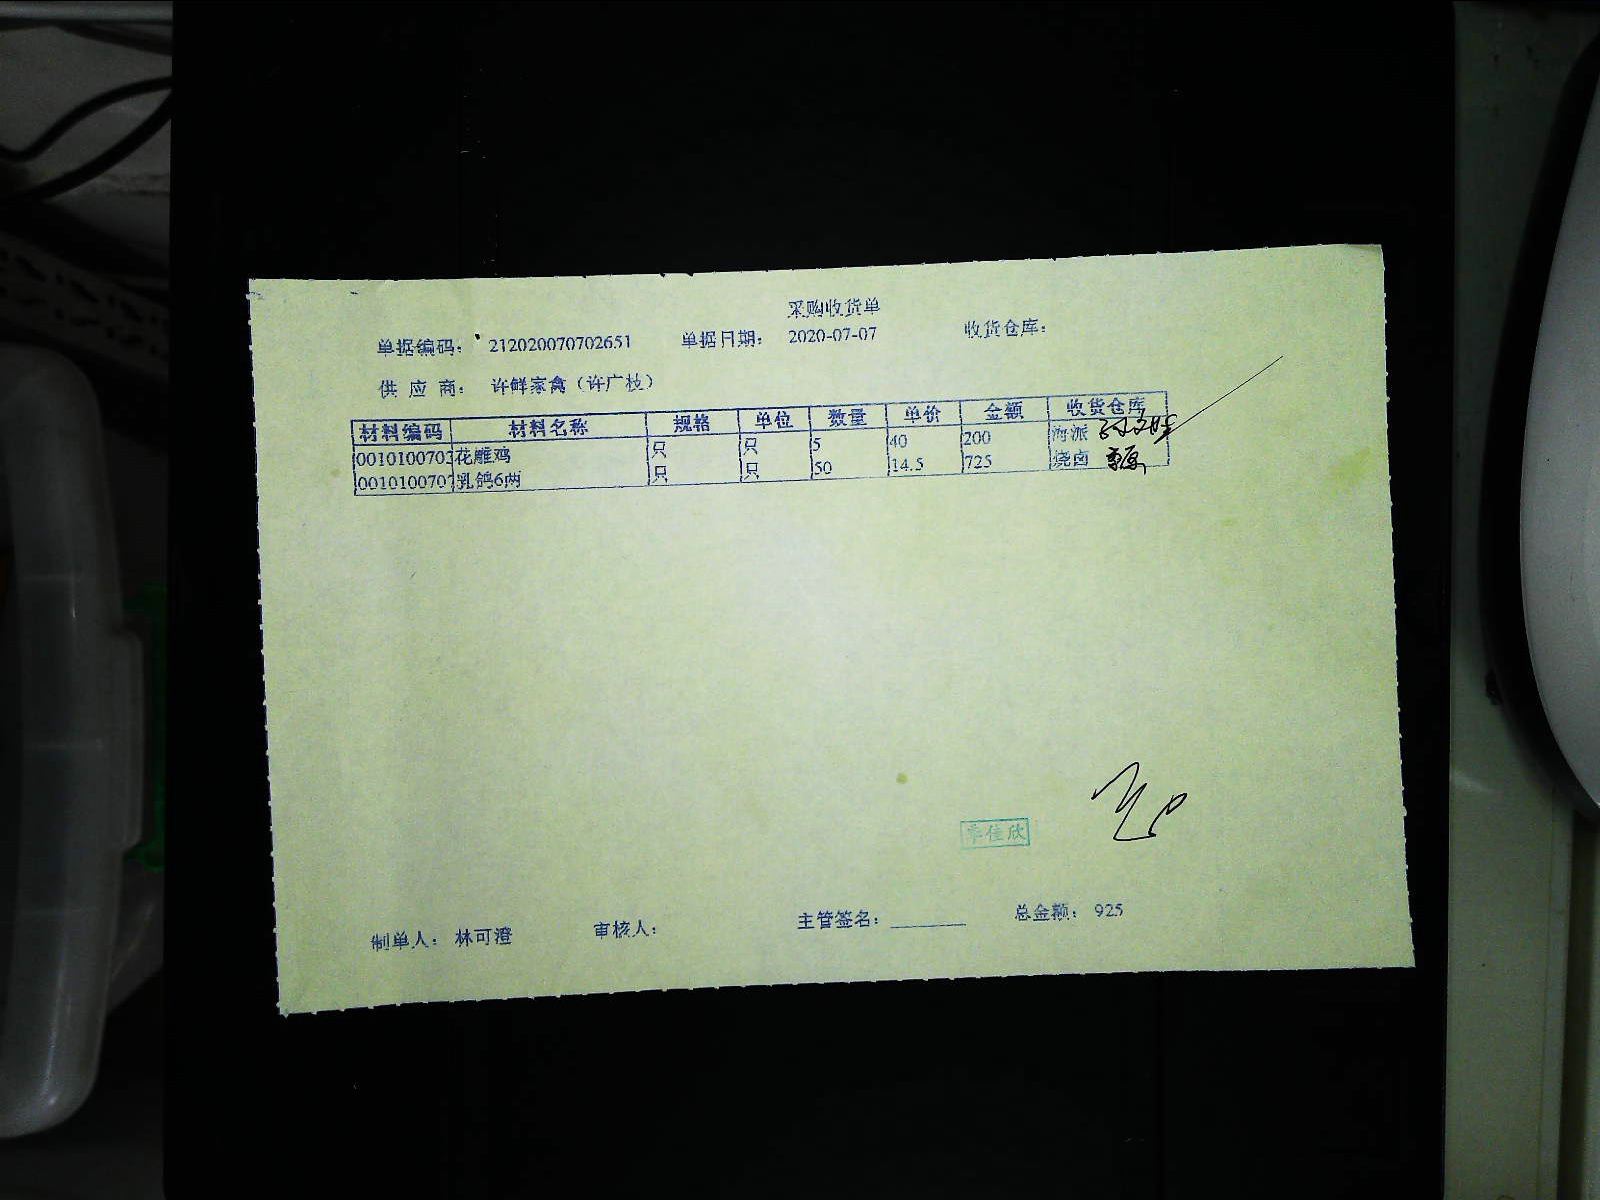 采购收货单
单据编码： 212020070702651 单据日期： 2020-07-07 收货仓库：
供 应 商： 许鲜家禽（许广枝）
材料编码 材料名称 规格 单位 数量 单价 金额 收货仓库
0010100702 花雕鸡 只 只 5 40 200 海派
0010100707 乳鸽6两 只 只 50 14.5 725 烧卤
佳欣
制单人： 林可澄 审核人： 主管签名： 总金额： 925